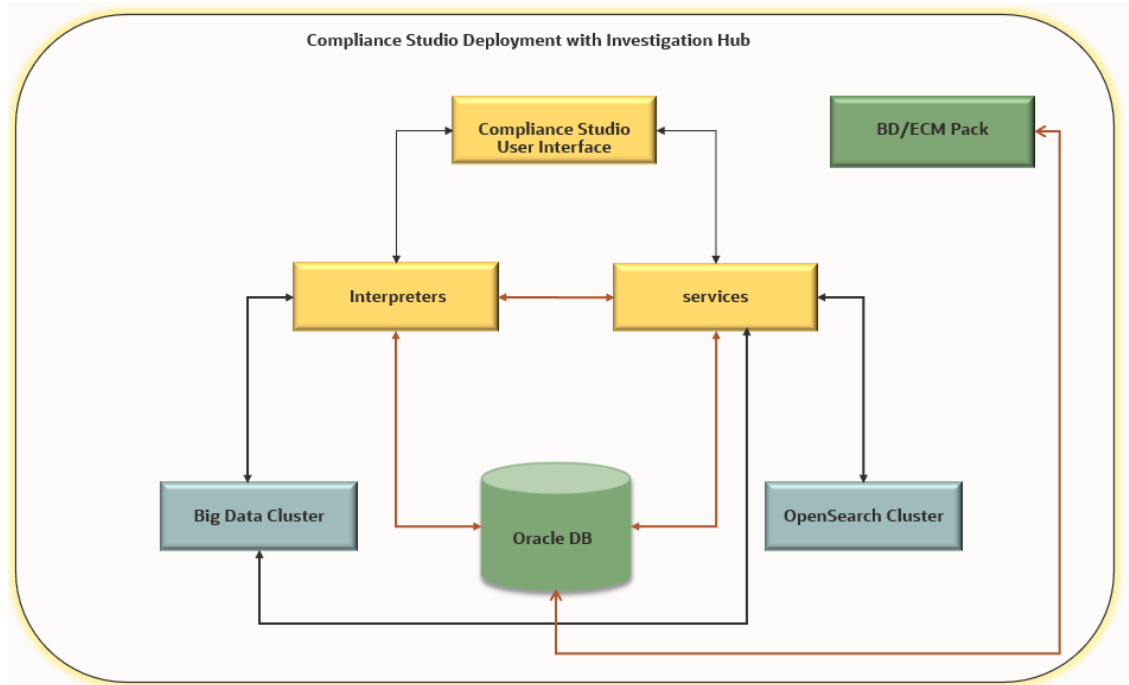 Compliance Studio Deployment with Investigation Hub
Compliance Studio
User Interface
BD/ECM Pack
Interpreters
services
Big Data Cluster
Oracle DB
OpenSearch Cluster